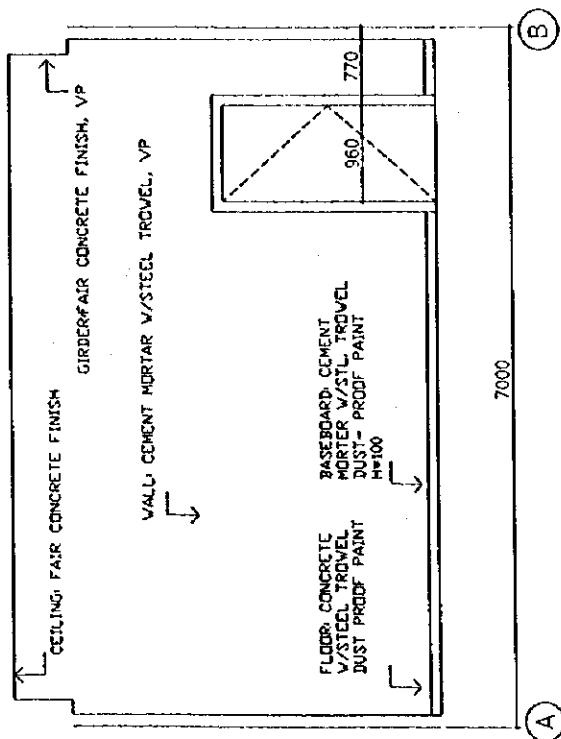 CEILING: FAIR CONCRETE FINISH
GIRDER:FAIR CONCRETE FINISH, VP
WALL: CEMENT MORTAR W/STEEL TROWEL, VP
FLOOR: CONCRETE
W/STEEL TROWEL
DUST PROOF PAINT
BASEBOARD: CEMENT
MORTER W/STL. TROWEL
DUST- PROOF PAINT
H=100
960
770
7000
A
B